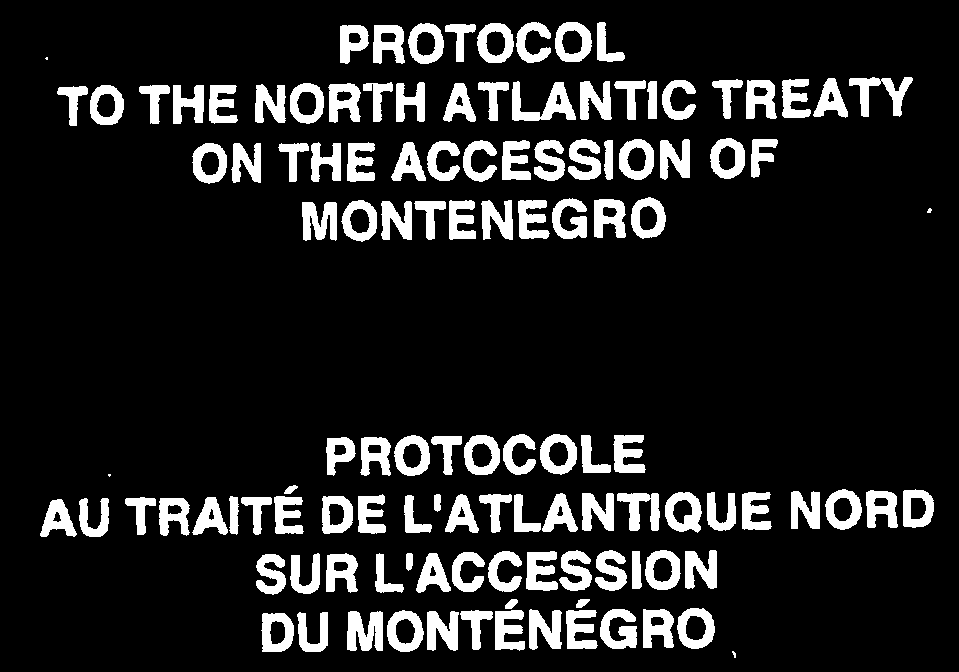 PROTOCOL
TO THE NORTH ATLANTIC TREATY
ON THE ACCESSION OF
MONTENEGRO
PROTOCOLE
AU TRAITÉ DE L'ATLANTIQUE NORD
SUR L'ACCESSION
DU MONTÉNÉGRO